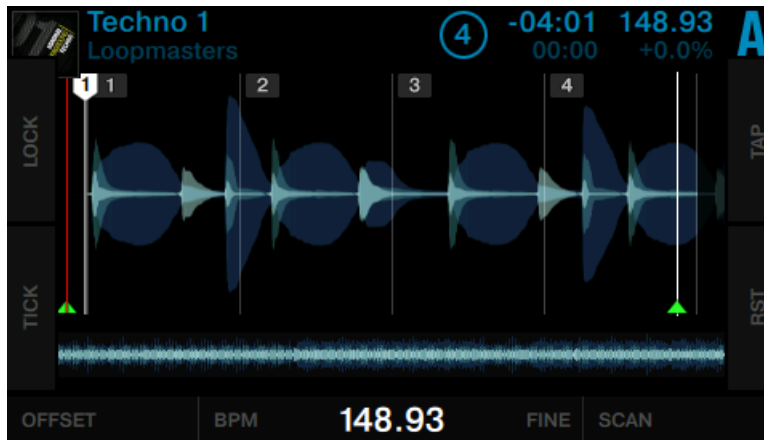 Techno 1
Loopmasters
4
-04:01 148.93
00:00 +0.0%
A
1 1 2 3 4
LOCK
TAP
TICK
RST
OFFSET BPM 148.93 FINE SCAN